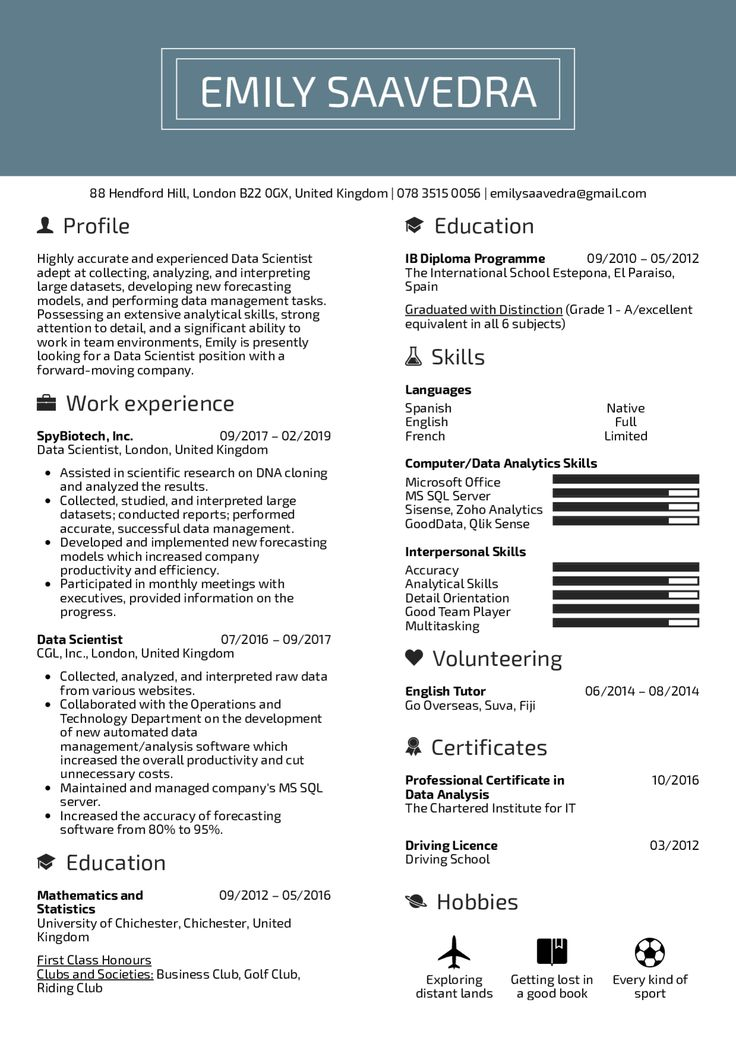 EMILY SAAVEDRA
88 Hendford Hill, London B22 0GX, United Kingdom | 078 3515 0056 | emilysaavedra@gmail.com
Profile
Highly accurate and experienced Data Scientist
adept at collecting, analyzing, and interpreting
large datasets, developing new forecasting
models, and performing data management tasks.
Possessing an extensive analytical skills, strong
attention to detail, and a significant ability to
work in team environments, Emily is presently
looking for a Data Scientist position with a
forward-moving company.
Work experience
SpyBiotech, Inc. 09/2017 – 02/2019
Data Scientist, London, United Kingdom
• Assisted in scientific research on DNA cloning
and analyzed the results.
• Collected, studied, and interpreted large
datasets; conducted reports; performed
accurate, successful data management.
• Developed and implemented new forecasting
models which increased company
productivity and efficiency.
• Participated in monthly meetings with
executives, provided information on the
progress.
Data Scientist 07/2016 – 09/2017
CGL, Inc., London, United Kingdom
• Collected, analyzed, and interpreted raw data
from various websites.
• Collaborated with the Operations and
Technology Department on the development
of new automated data
management/analysis software which
increased the overall productivity and cut
unnecessary costs.
• Maintained and managed company's MS SQL
server.
• Increased the accuracy of forecasting
software from 80% to 95%.
Education
Mathematics and 09/2012 – 05/2016
Statistics
University of Chichester, Chichester, United
Kingdom
First Class Honours
Clubs and Societies: Business Club, Golf Club,
Riding Club
Education
IB Diploma Programme 09/2010 – 05/2012
The International School Estepona, El Paraiso,
Spain
Graduated with Distinction (Grade 1 - A/excellent
equivalent in all 6 subjects)
Skills
Languages
Spanish Native
English Full
French Limited
Computer/Data Analytics Skills
Microsoft Office
MS SQL Server
Sisense, Zoho Analytics
GoodData, Qlik Sense
Interpersonal Skills
Accuracy
Analytical Skills
Detail Orientation
Good Team Player
Multitasking
Volunteering
English Tutor 06/2014 – 08/2014
Go Overseas, Suva, Fiji
Certificates
Professional Certificate in 10/2016
Data Analysis
The Chartered Institute for IT
Driving Licence 03/2012
Driving School
Hobbies
Exploring
distant lands
Getting lost in
a good book
Every kind of
sport